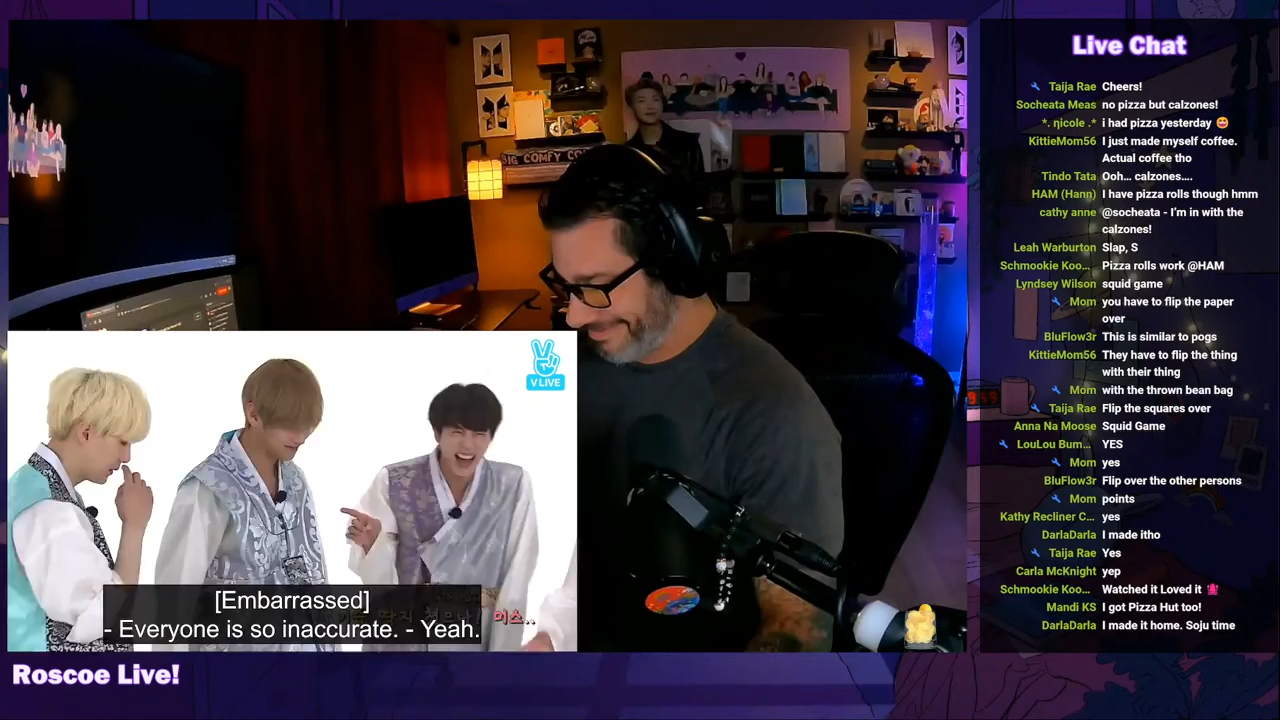 Live Chat
Taija Rae Cheers!
Socheata Meas no pizza but calzones!
*. ηicole .* i had pizza yesterday 😄
KittieMom56 I just made myself coffee.
Actual coffee tho
Tindo Tata Ooh… calzones….
HAM (Hann) I have pizza rolls though hmm
cathy anne @socheata - I'm in with the
calzones!
Leah Warburton Slap, S
Schmookie Koo… Pizza rolls work @HAM
Lyndsey Wilson squid game
Mom you have to flip the paper
over
BluFlow3r This is similar to pogs
KittieMom56 They have to flip the thing
with their thing
Mom with the thrown bean bag
Taija Rae Flip the squares over
Anna Na Moose Squid Game
LouLou Bum… YES
Mom yes
BluFlow3r Flip over the other persons
Mom points
Kathy Recliner C… yes
DarlaDarla I made itho
Taija Rae Yes
Carla McKnight yep
Schmookie Koo… Watched it Loved it
Mandi KS I got Pizza Hut too!
DarlaDarla I made it home. Soju time
BIG COMFY CO
V LIVE
[Embarrassed]
- Everyone is so inaccurate. - Yeah.
Roscoe Live!